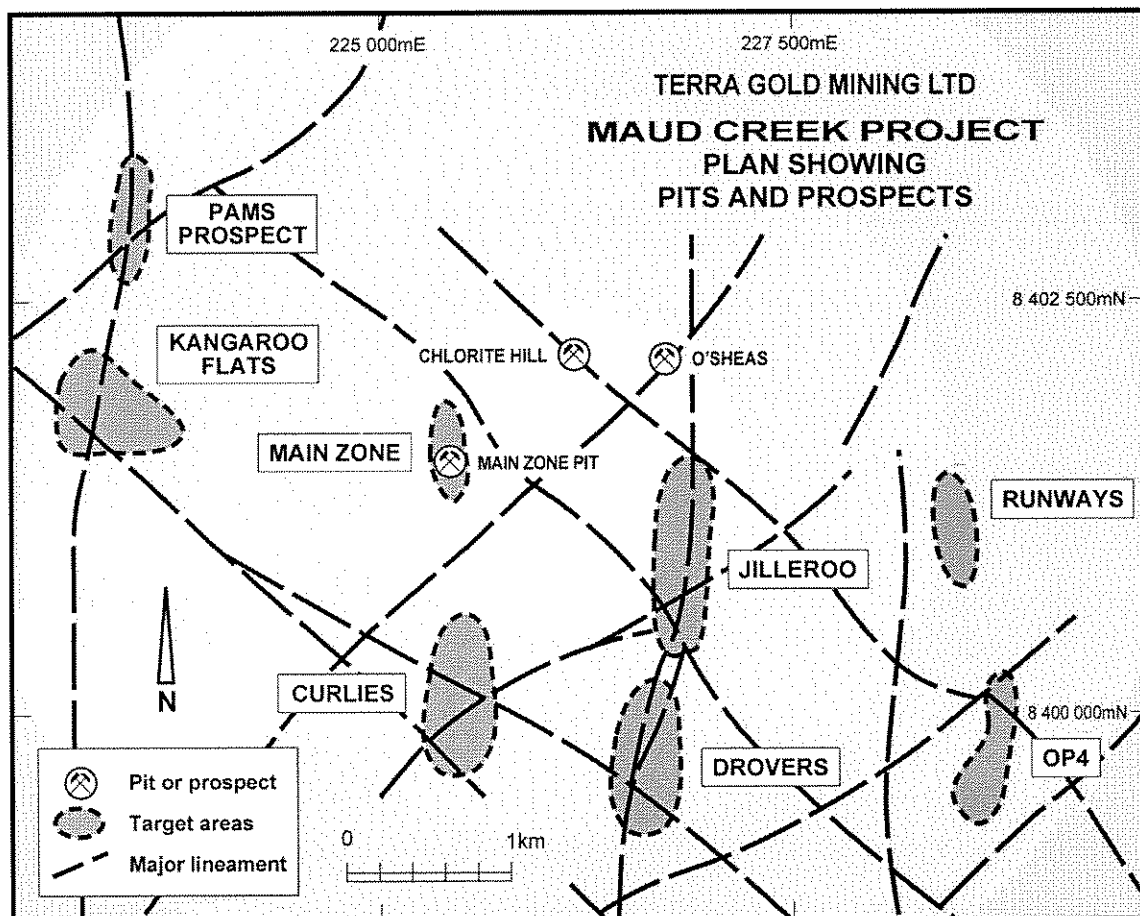 225 000mE
227 500mE
TERRA GOLD MINING LTD
MAUD CREEK PROJECT
PLAN SHOWING
PITS AND PROSPECTS
PAMS
PROSPECT
8 402 500mN
KANGAROO
FLATS
CHLORITE HILL
O'SHEAS
MAIN ZONE
MAIN ZONE PIT
RUNWAYS
JILLEROO
N
CURLIES
8 400 000mN
DROVERS
OP4
Pit or prospect
Target areas
Major lineament
0
1km